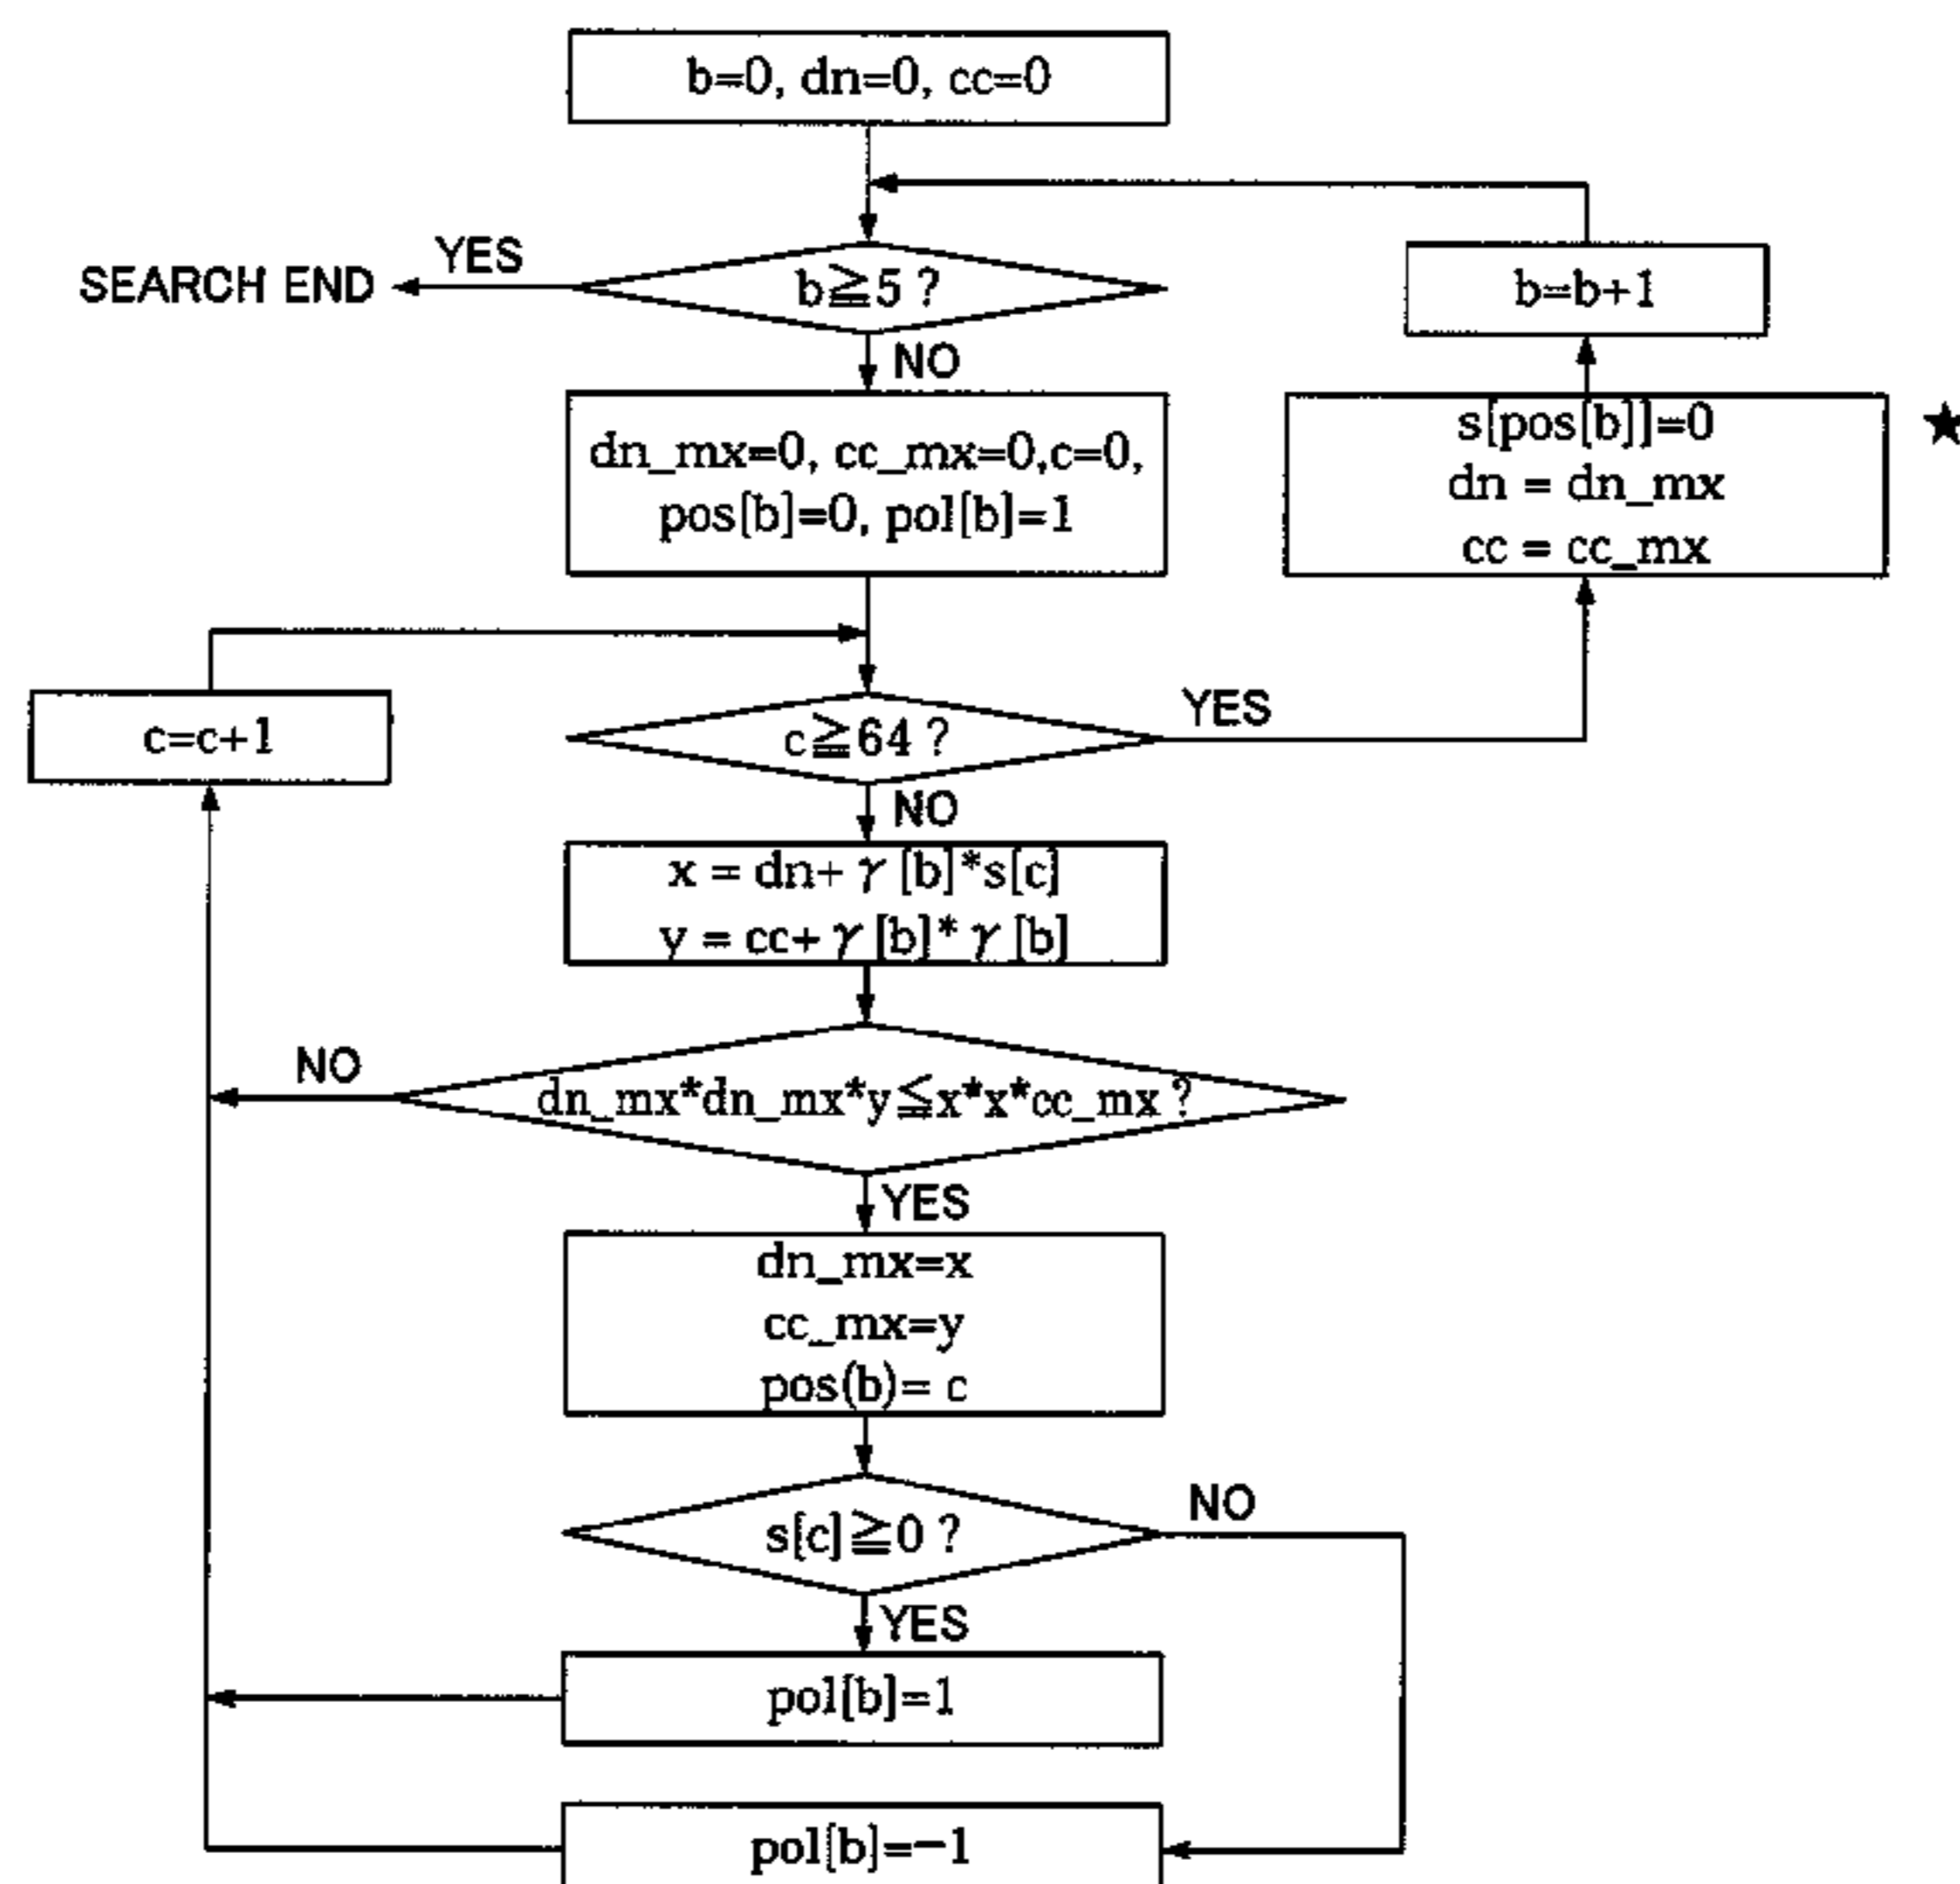 b=0, dn=0, cc=0
b≧5 ?
YES
SEARCH END
NO
b=b+1
dn_mx=0, cc_mx=0,c=0,
pos[b]=0, pol[b]=1
s[pos[b]]=0
dn = dn_mx
cc = cc_mx
★
c=c+1
c≧64 ?
YES
NO
x = dn+ γ [b]*s[c]
y = cc+ γ [b]* γ [b]
dn_mx*dn_mx*y≦x*x*cc_mx ?
NO
YES
dn_mx=x
cc_mx=y
pos(b)= c
s[c]≧0 ?
NO
YES
pol[b]=1
pol[b]=-1